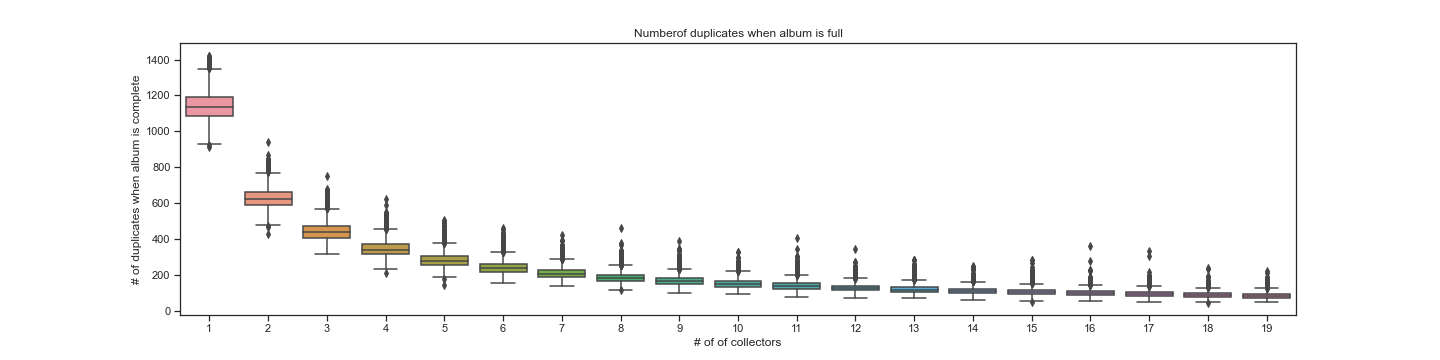 Numberof duplicates when album is full
# of duplicates when album is complete
1400
1200
1000
800
600
400
200
0
1 2 3 4 5 6 7 8 9 10 11 12 13 14 15 16 17 18 19
# of of collectors